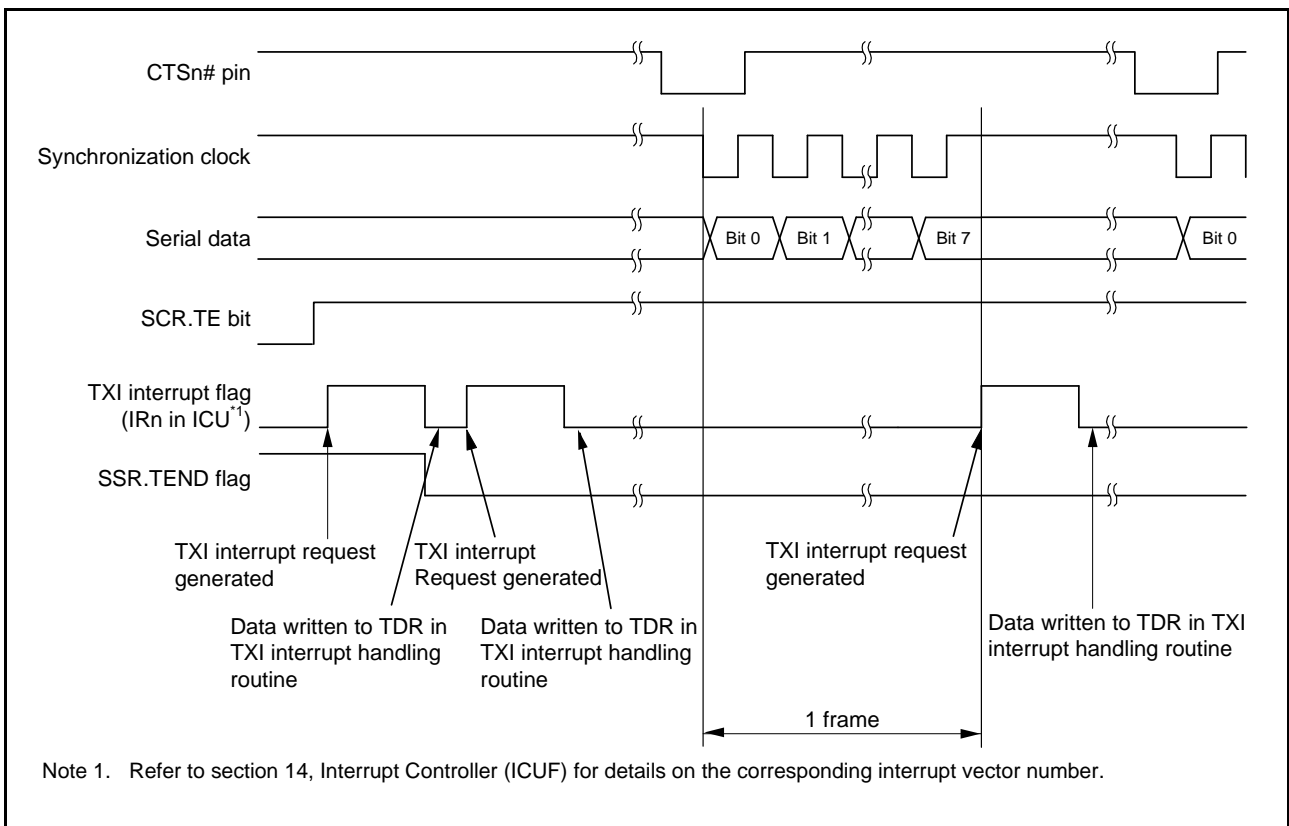 CTSn# pin
Synchronization clock
Serial data
Bit 0
Bit 1
Bit 7
Bit 0
SCR.TE bit
TXI interrupt flag
(IRn in ICU*1)
SSR.TEND flag
TXI interrupt request
generated
TXI interrupt
Request generated
TXI interrupt request
generated
Data written to TDR in
TXI interrupt handling
routine
Data written to TDR in
TXI interrupt handling
routine
Data written to TDR in TXI
interrupt handling routine
1 frame
Note 1. Refer to section 14, Interrupt Controller (ICUF) for details on the corresponding interrupt vector number.